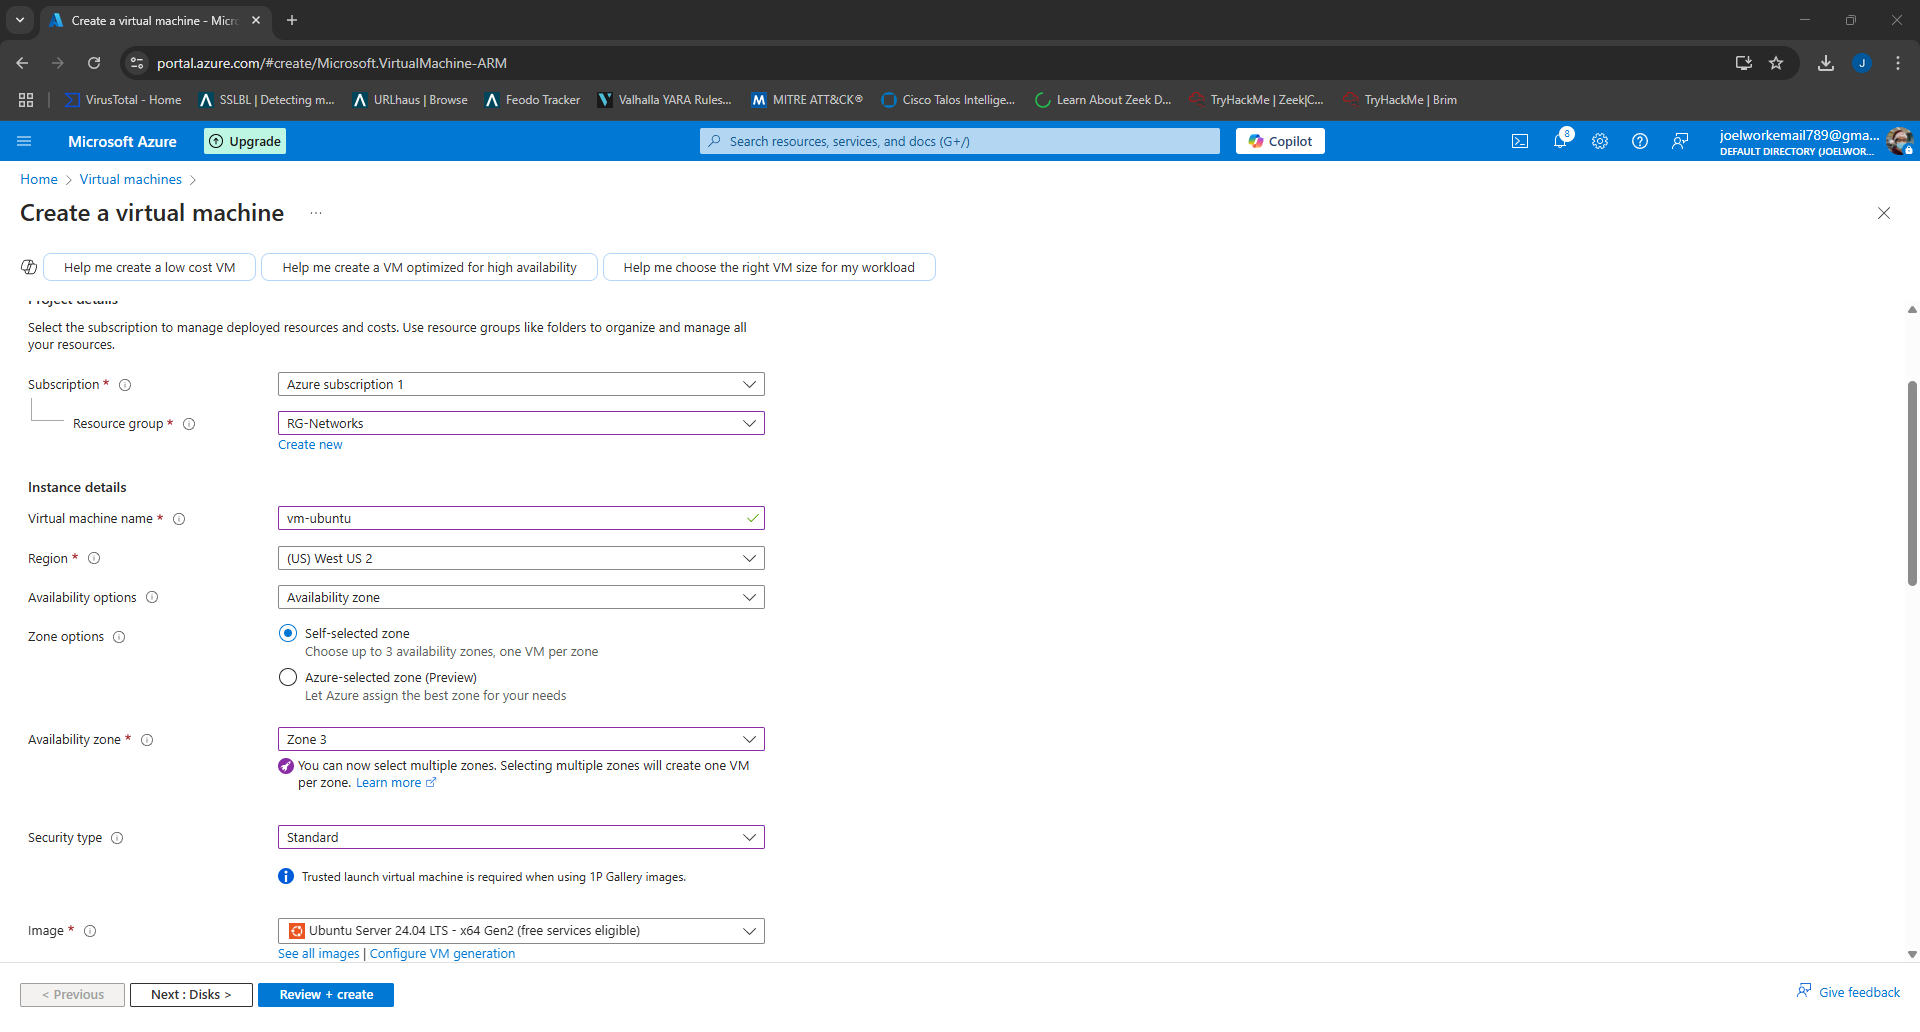 Create a virtual machine - Micro
portal.azure.com/#create/Microsoft.VirtualMachine-ARM
J
VirusTotal - Home
SSLBL | Detecting m...
URLhaus | Browse
Feodo Tracker
Valhalla YARA Rules...
M MITRE ATT&CK®
Cisco Talos Intellige...
Learn About Zeek D...
TryHackMe | Zeek|C...
TryHackMe | Brim
Microsoft Azure
Upgrade
Search resources, services, and docs (G+/)
Copilot
8
joelworkemail789@gma...
DEFAULT DIRECTORY (JOELWOR...
Home > Virtual machines >
Create a virtual machine ...
Help me create a low cost VM
Help me create a VM optimized for high availability
Help me choose the right VM size for my workload
Project details
Select the subscription to manage deployed resources and costs. Use resource groups like folders to organize and manage all
your resources.
Subscription *
Azure subscription 1
Resource group *
RG-Networks
Create new
Instance details
Virtual machine name *
vm-ubuntu
Region *
(US) West US 2
Availability options
Availability zone
Zone options
Self-selected zone
Choose up to 3 availability zones, one VM per zone
Azure-selected zone (Preview)
Let Azure assign the best zone for your needs
Availability zone *
Zone 3
You can now select multiple zones. Selecting multiple zones will create one VM
per zone. Learn more
Security type
Standard
Trusted launch virtual machine is required when using 1P Gallery images.
Image *
Ubuntu Server 24.04 LTS - x64 Gen2 (free services eligible)
See all images | Configure VM generation
< Previous
Next : Disks >
Review + create
Give feedback